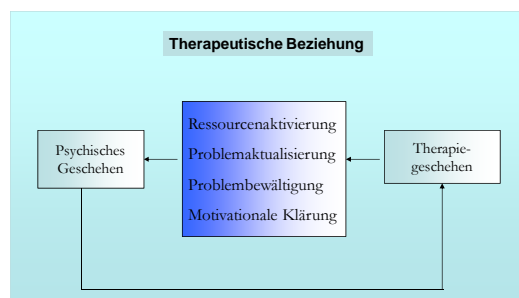 Therapeutische Beziehung
Psychisches
Geschehen
Ressourcenaktivierung
Problemaktualisierung
Problembewältigung
Motivationale Klärung
Therapie-
geschehen